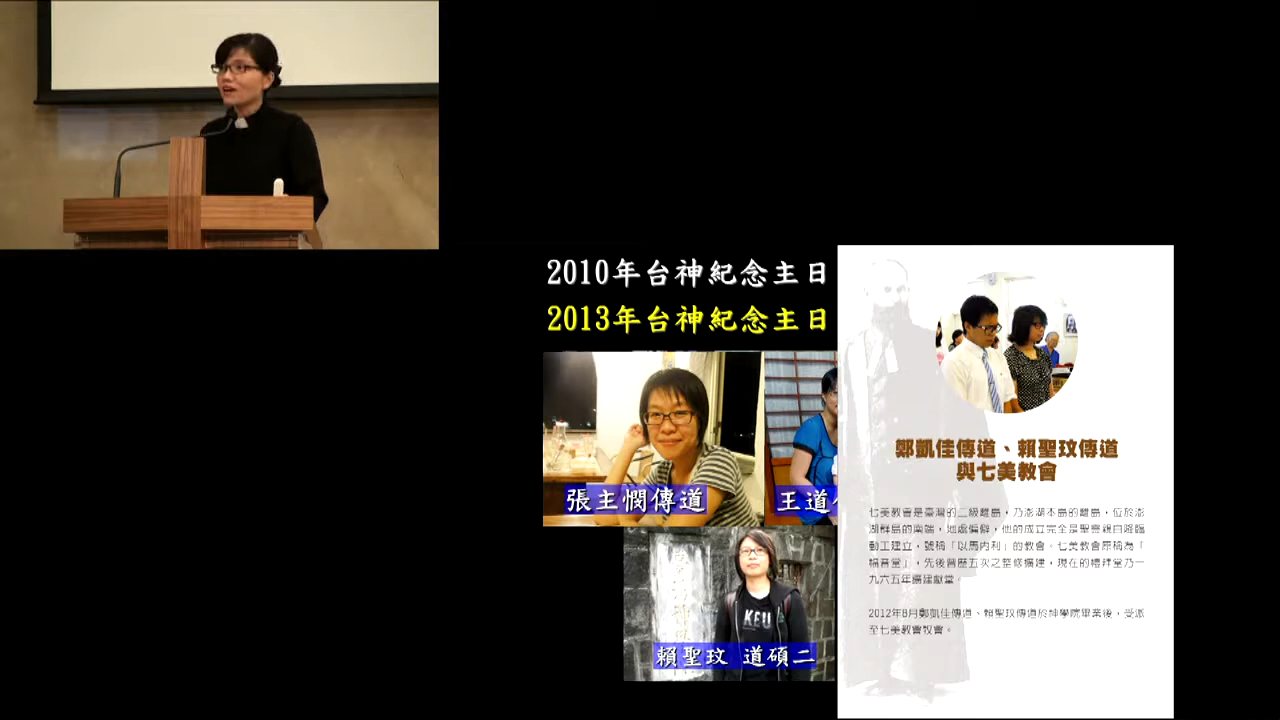 2010年台神紀念主日
2013年台神紀念主日
張主憫傳道
王道
賴聖玟 道碩二
KEU
鄭凱佳傳道、賴聖玟傳道
與七美教會
七美教會是臺灣的二級離島,乃澎湖本島的離島,位於澎
湖群島的南端,地處偏僻,他的成立完全是聖靈親自降臨
動工建立,號稱「以馬內利」的教會。七美教會原稱為「
福音堂」,先後曾歷五次之整修擴建,現在的禮拜堂乃一
九六五年擴建獻堂。
2012年8月鄭凱佳傳道、賴聖玟傳道於神學院畢業後,受派
至七美教會牧會。